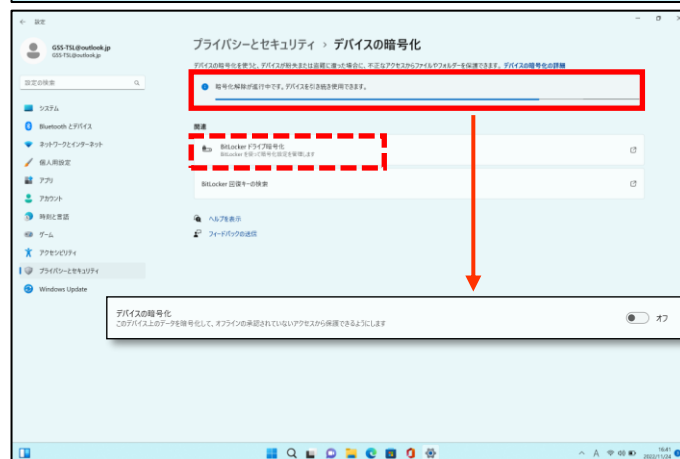 ← 設定
GSS-TSL@outlook.jp
GSS-TSL@outlook.jp
設定の検索
システム
Bluetooth とデバイス
ネットワークとインターネット
個人用設定
アプリ
アカウント
時刻と言語
ゲーム
アクセシビリティ
プライバシーとセキュリティ
Windows Update
プライバシーとセキュリティ › デバイスの暗号化
デバイスの暗号化を使うと、デバイスが紛失または盗難に遭った場合に、不正なアクセスからファイルやフォルダーを保護できます。デバイスの暗号化の詳細
暗号化解除が進行中です。デバイスを引き続き使用できます。
関連
BitLocker ドライブ暗号化
BitLocker を使って暗号化設定を管理します
BitLocker 回復キーの検索
ヘルプを表示
フィードバックの送信
デバイスの暗号化
このデバイス上のデータを暗号化して、オフラインの承認されていないアクセスから保護できるようにします
オフ
A
16:41
2022/11/24